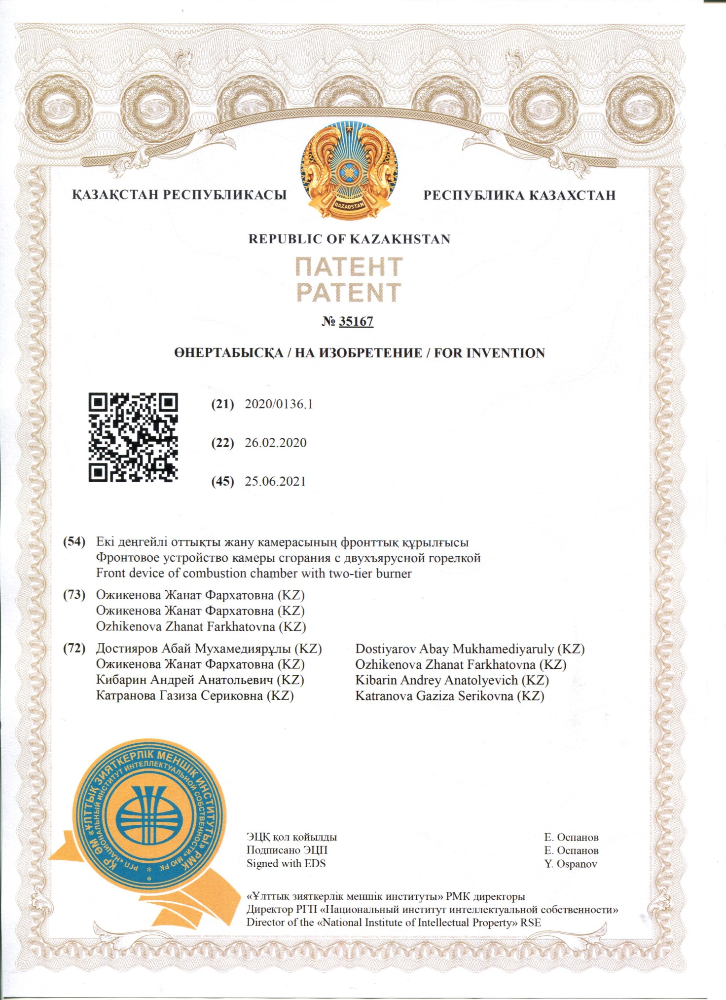 ҚАЗАҚСТАН РЕСПУБЛИКАСЫ
РЕСПУБЛИКА КАЗАХСТАН
QAZAQSTAN
REPUBLIC OF KAZAKHSTAN
ПАТЕНТ
PATENT
№ 35167
ӨНЕРТАБЫСҚА / НА ИЗОБРЕТЕНИЕ / FOR INVENTION
(21) 2020/0136.1
(22) 26.02.2020
(45) 25.06.2021
(54) Екі деңгейлі оттықты жану камерасының фронттық құрылғысы
Фронтовое устройство камеры сгорания с двухъярусной горелкой
Front device of combustion chamber with two-tier burner
(73) Ожикенова Жанат Фархатовна (KZ)
Ожикенова Жанат Фархатовна (KZ)
Ozhikenova Zhanat Farkhatovna (KZ)
(72) Достияров Абай Мухамедиярұлы (KZ) Dostiyarov Abay Mukhamediyaruly (KZ)
Ожикенова Жанат Фархатовна (KZ) Ozhikenova Zhanat Farkhatovna (KZ)
Кибарин Андрей Анатольевич (KZ) Kibarin Andrey Anatolyevich (KZ)
Катранова Газиза Сериковна (KZ) Katranova Gaziza Serikovna (KZ)
ҚР ӘМ «ҰЛТТЫҚ ЗИЯТКЕРЛІК МЕНШІК ИНСТИТУТЫ» РМК
РГП «НАЦИОНАЛЬНЫЙ ИНСТИТУТ ИНТЕЛЛЕКТУАЛЬНОЙ СОБСТВЕННОСТИ» МЮ РК
ЭЦҚ қол қойылды Е. Оспанов
Подписано ЭЦП Е. Оспанов
Signed with EDS Y. Ospanov
«Ұлттық зияткерлік меншік институты» РМК директоры
Директор РГП «Национальный институт интеллектуальной собственности»
Director of the «National Institute of Intellectual Property» RSE